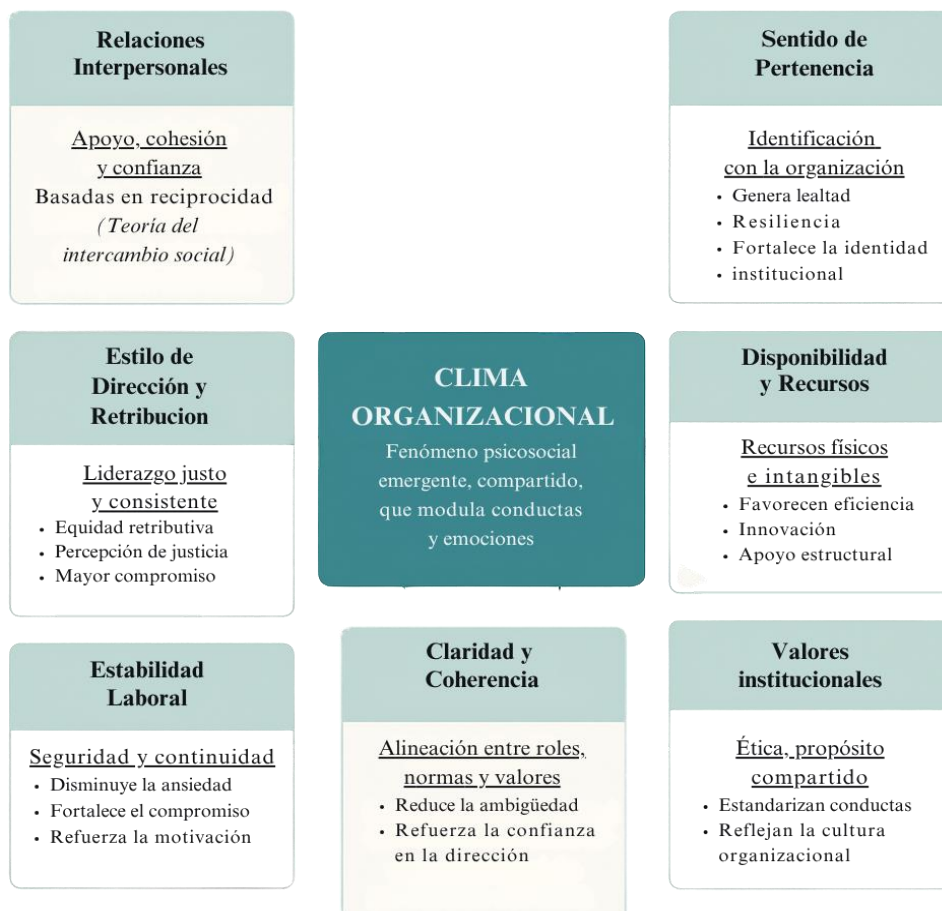 Relaciones
Interpersonales
Apoyo, cohesión
y confianza
Basadas en reciprocidad
(Teoría del
intercambio social)
Sentido de
Pertenencia
Identificación
con la organización
• Genera lealtad
• Resiliencia
• Fortalece la identidad
• institucional
Estilo de
Dirección y
Retribucion
Liderazgo justo
y consistente
• Equidad retributiva
• Percepción de justicia
• Mayor compromiso
CLIMA
ORGANIZACIONAL
Fenómeno psicosocial
emergente, compartido,
que modula conductas
y emociones
Disponibilidad
y Recursos
Recursos físicos
e intangibles
• Favorecen eficiencia
• Innovación
• Apoyo estructural
Estabilidad
Laboral
Seguridad y continuidad
• Disminuye la ansiedad
• Fortalece el compromiso
• Refuerza la motivación
Claridad y
Coherencia
Alineación entre roles,
normas y valores
• Reduce la ambigüedad
• Refuerza la confianza
en la dirección
Valores
institucionales
Ética, propósito
compartido
• Estandarizan conductas
• Reflejan la cultura
organizacional